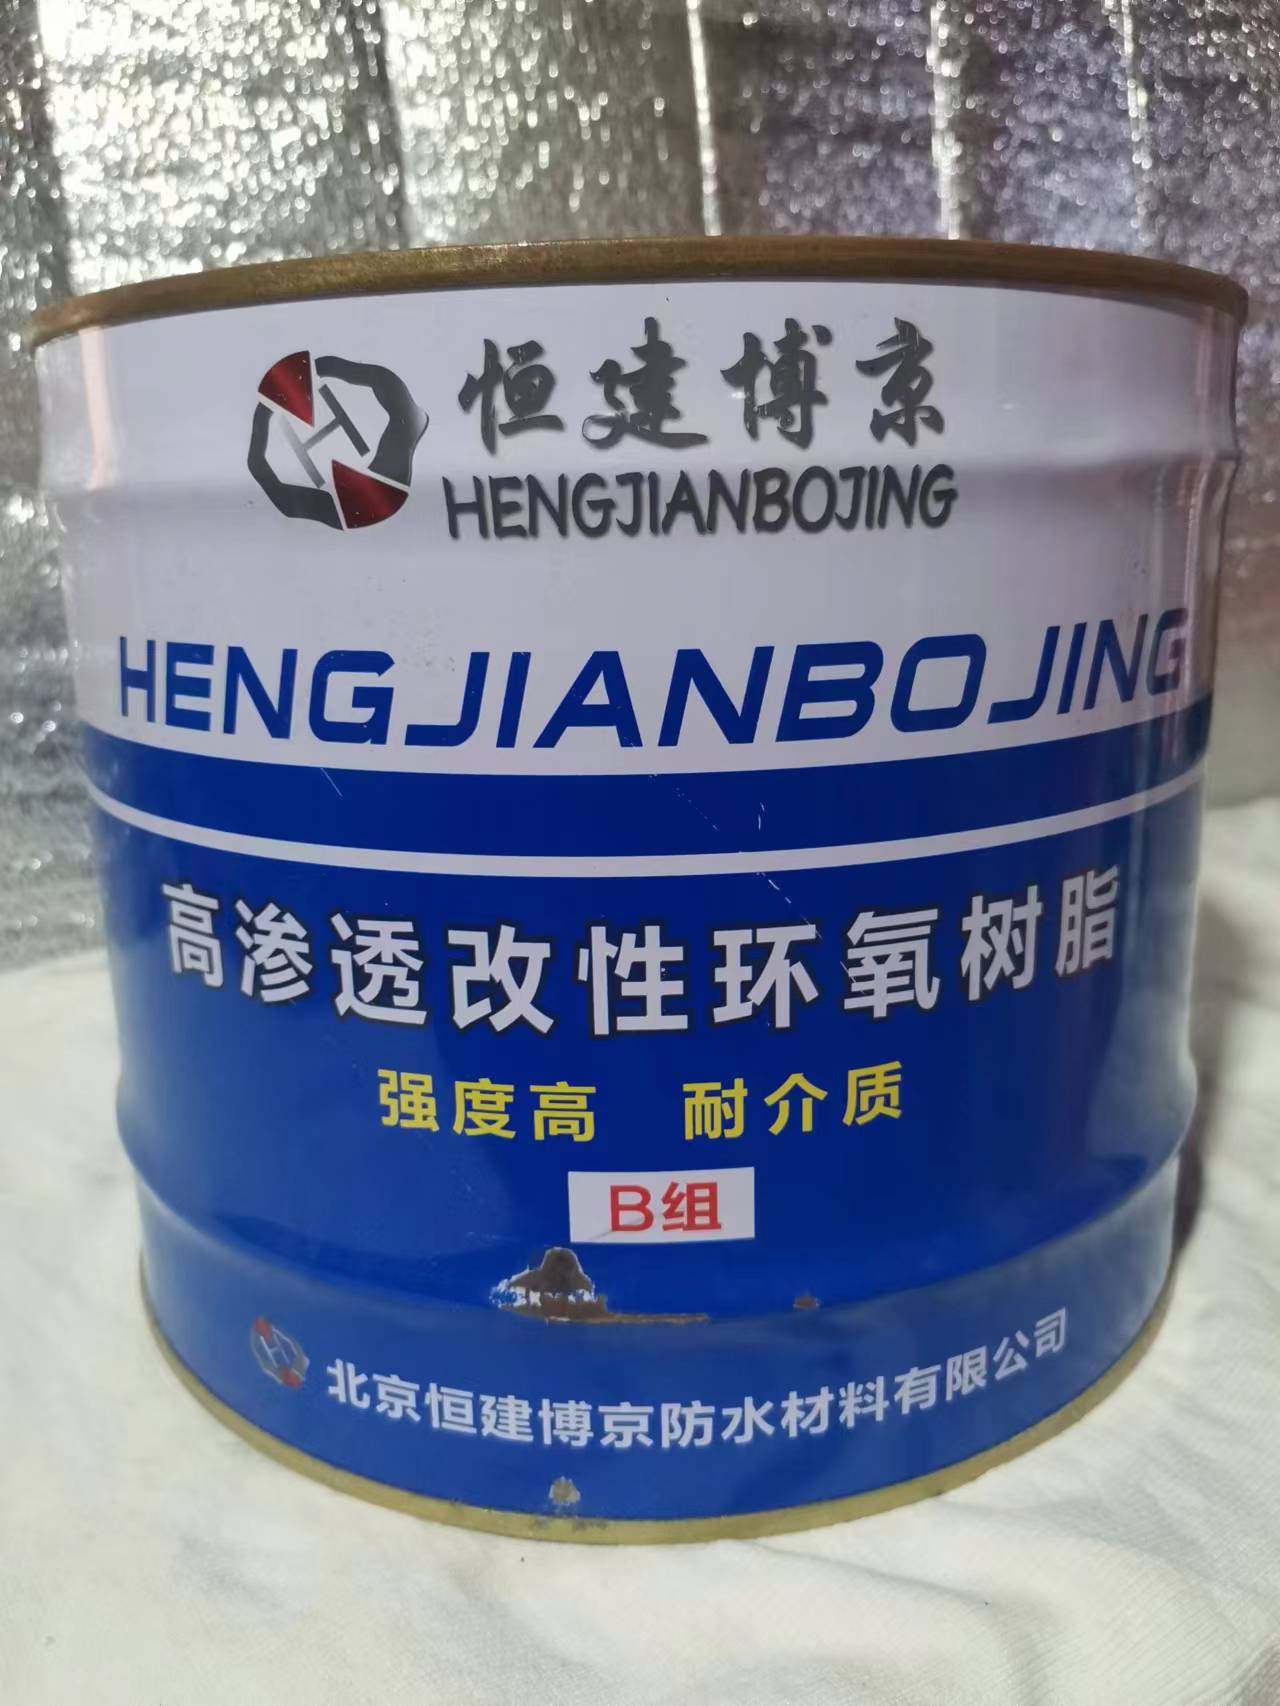 恒建博京
HENGJIANBOJING
HENGJIANBOJING
高渗透改性环氧树脂
强度高 耐介质
B组
北京恒建博京防水材料有限公司